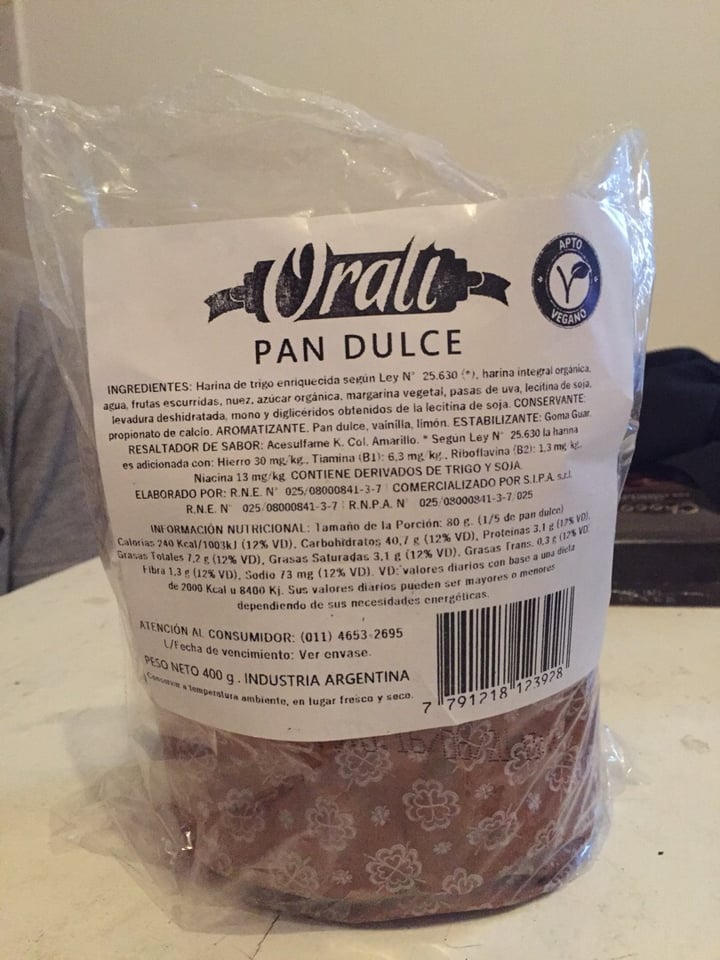 Orali
APTO
VEGANO
PAN DULCE
INGREDIENTES: Harina de trigo enriquecida según Ley N° 25.630 (*), harina integral orgánica,
agua, frutas escurridas, nuez, azúcar orgánica, margarina vegetal, pasas de uva, lecitina de soja,
levadura deshidratada, mono y diglicéridos obtenidos de la lecitina de soja. CONSERVANTE:
propionato de calcio. AROMATIZANTE. Pan dulce, vainilla, limón. ESTABILIZANTE: Goma Guar.
RESALTADOR DE SABOR: Acesulfame K. Col. Amarillo. * Según Ley N° 25.630 la harina
es adicionada con: Hierro 30 mg/kg., Tiamina (B1): 6,3 mg/kg., Riboflavina (B2): 1,3 mg/kg.,
Niacina 13 mg/kg. CONTIENE DERIVADOS DE TRIGO Y SOJA.
ELABORADO POR: R.N.E. N° 025/08000841-3-7 | COMERCIALIZADO POR S.I.P.A. s.r.l.
R.N.E. N° 025/08000841-3-7 | R.N.P.A. N° 025/08000841-3-7/025
INFORMACIÓN NUTRICIONAL: Tamaño de la Porción: 80 g. (1/5 de pan dulce)
Calorías 240 Kcal/1003kJ (12% VD), Carbohidratos 40,7 g (12% VD), Proteinas 3,1 g (12% VD),
Grasas Totales 7,2 g (12% VD), Grasas Saturadas 3,1 g (12% VD), Grasas Trans. 0,3 g (12% VD)
Fibra 1,3 g (12% VD), Sodio 73 mg (12% VD). VD: valores diarios con base a una dieta
de 2000 Kcal u 8400 Kj. Sus valores diarios pueden ser mayores o menores
dependiendo de sus necesidades energéticas.
ATENCIÓN AL CONSUMIDOR: (011) 4653-2695
L/Fecha de vencimiento: Ver envase.
PESO NETO 400 g. INDUSTRIA ARGENTINA
Conservar a temperatura ambiente, en lugar fresco y seco.
7 791218 123928